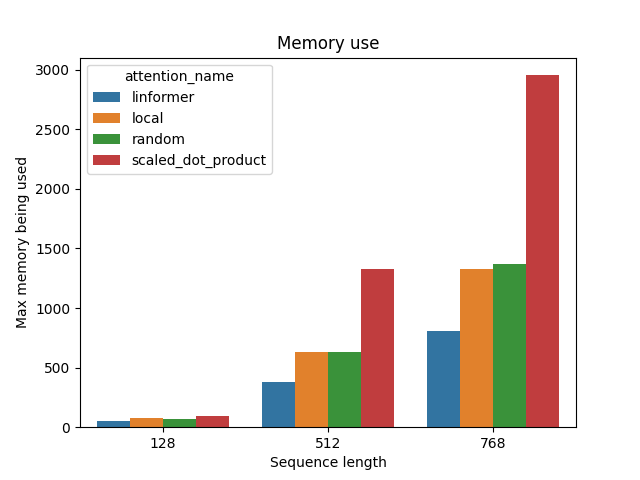 Memory use
3000
2500
2000
1500
1000
500
0
Max memory being used
attention_name
linformer
local
random
scaled_dot_product
128 512 768
Sequence length